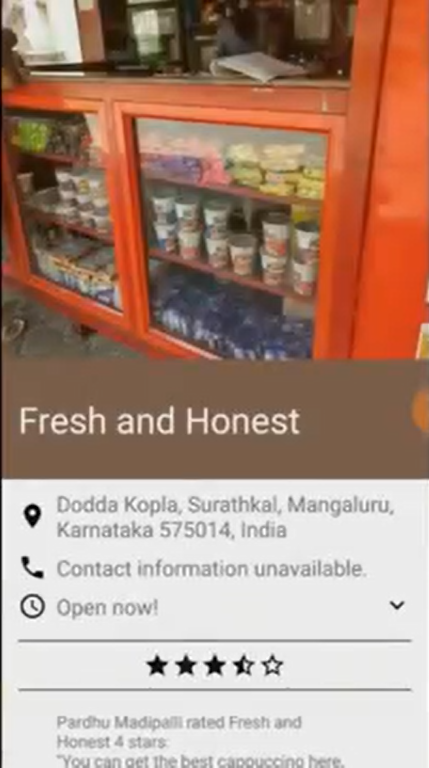 Fresh and Honest
Dodda Kopla, Surathkal, Mangaluru,
Karnataka 575014, India
Contact information unavailable.
Open now!
Pardhu Madipalli rated Fresh and
Honest 4 stars:
"You can get the best cappuccino here,